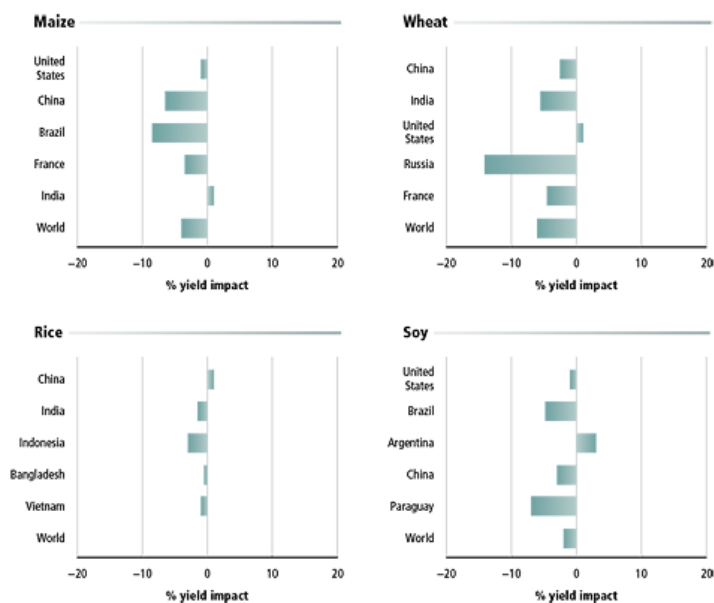 Maize
United
States
China
Brazil
France
India
World
−20 −10 0 10 20
% yield impact
Wheat
China
India
United
States
Russia
France
World
−20 −10 0 10 20
% yield impact
Rice
China
India
Indonesia
Bangladesh
Vietnam
World
−20 −10 0 10 20
% yield impact
Soy
United
States
Brazil
Argentina
China
Paraguay
World
−20 −10 0 10 20
% yield impact